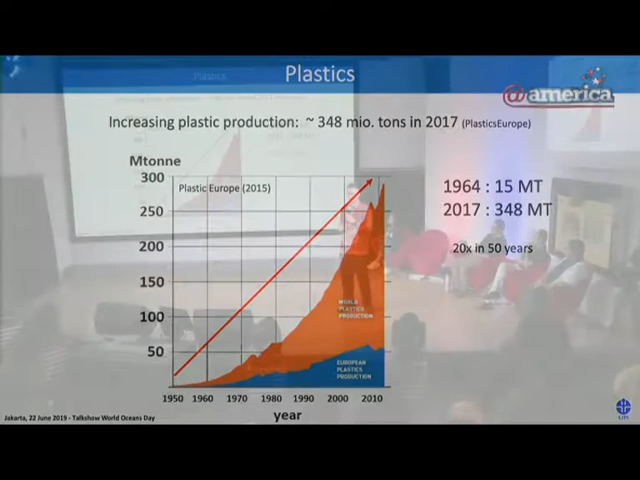 Plastics
Plastics
@america
Increasing plastic production: ~ 348 mio. tons in 2017 (PlasticsEurope)
Mtonne
300
250
200
150
100
50
Plastic Europe (2015)
1964 : 15 MT
2017 : 348 MT
20x in 50 years
WORLD
PLASTICS
PRODUCTION
EUROPEAN
PLASTICS
PRODUCTION
1950 1960 1970 1980 1990 2000 2010
year
Jakarta, 22 June 2019 - Talkshow World Oceans Day
LIPI